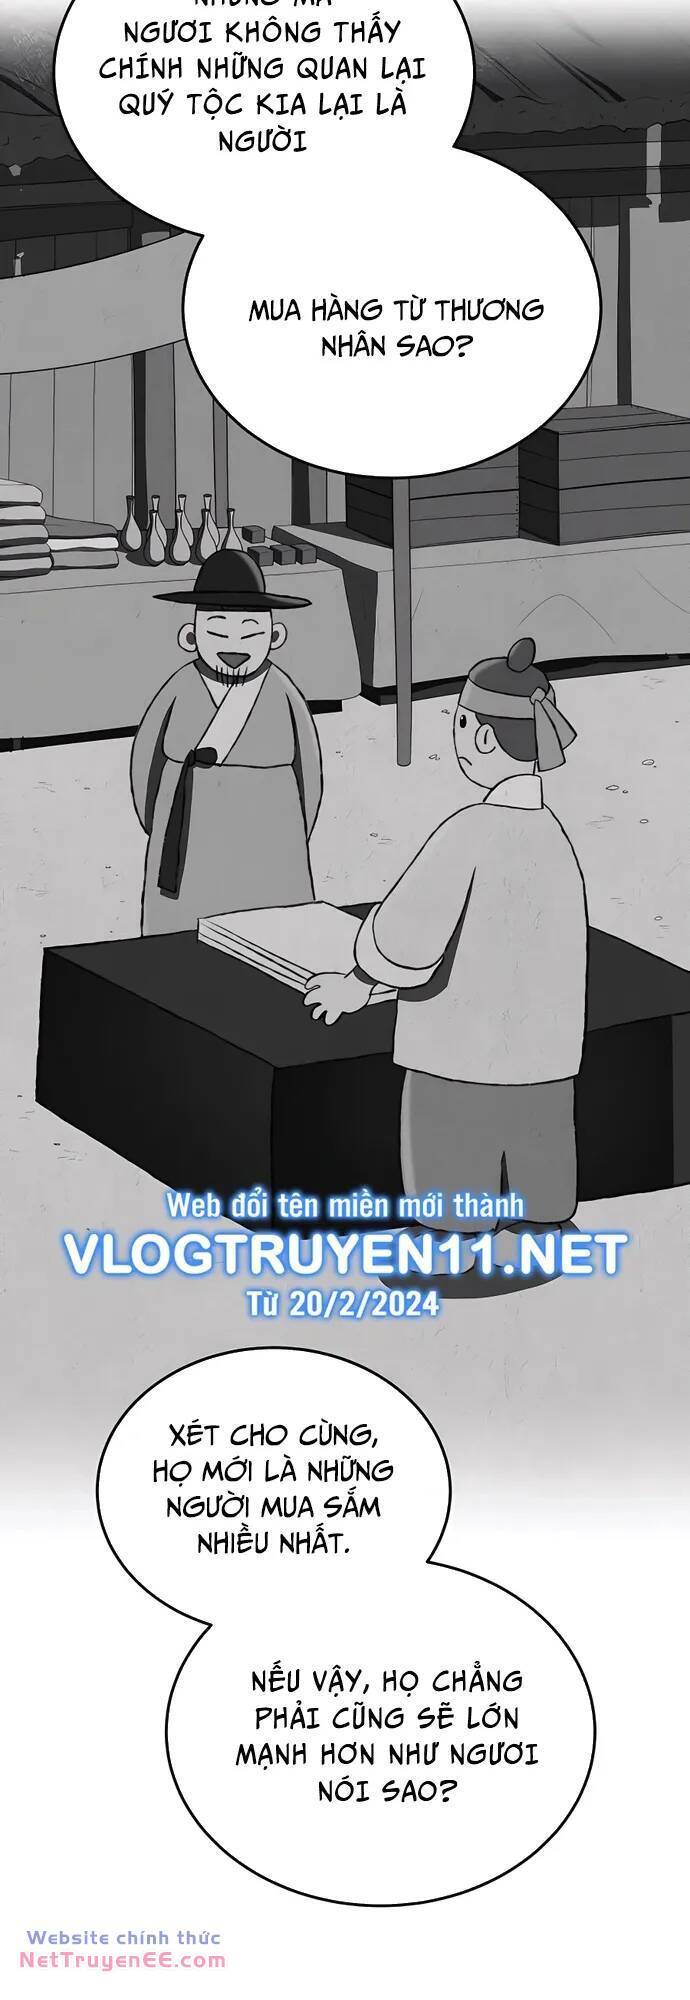 NHƯNG MÀ
NGƯƠI KHÔNG THẤY
CHÍNH NHỮNG QUAN LẠI
QUÝ TỘC KIA LẠI LÀ
NGƯỜI
MUA HÀNG TỪ THƯƠNG
NHÂN SAO?
Web đổi tên miền mới thành
VLOGTRUYEN11.NET
Từ 20/2/2024
XÉT CHO CÙNG,
HỌ MỚI LÀ NHỮNG
NGƯỜI MUA SẮM
NHIỀU NHẤT.
NẾU VẬY, HỌ CHẲNG
PHẢI CŨNG SẼ LỚN
MẠNH HƠN NHƯ NGƯƠI
NÓI SAO?
Website chính thức
NetTruyenEE.com